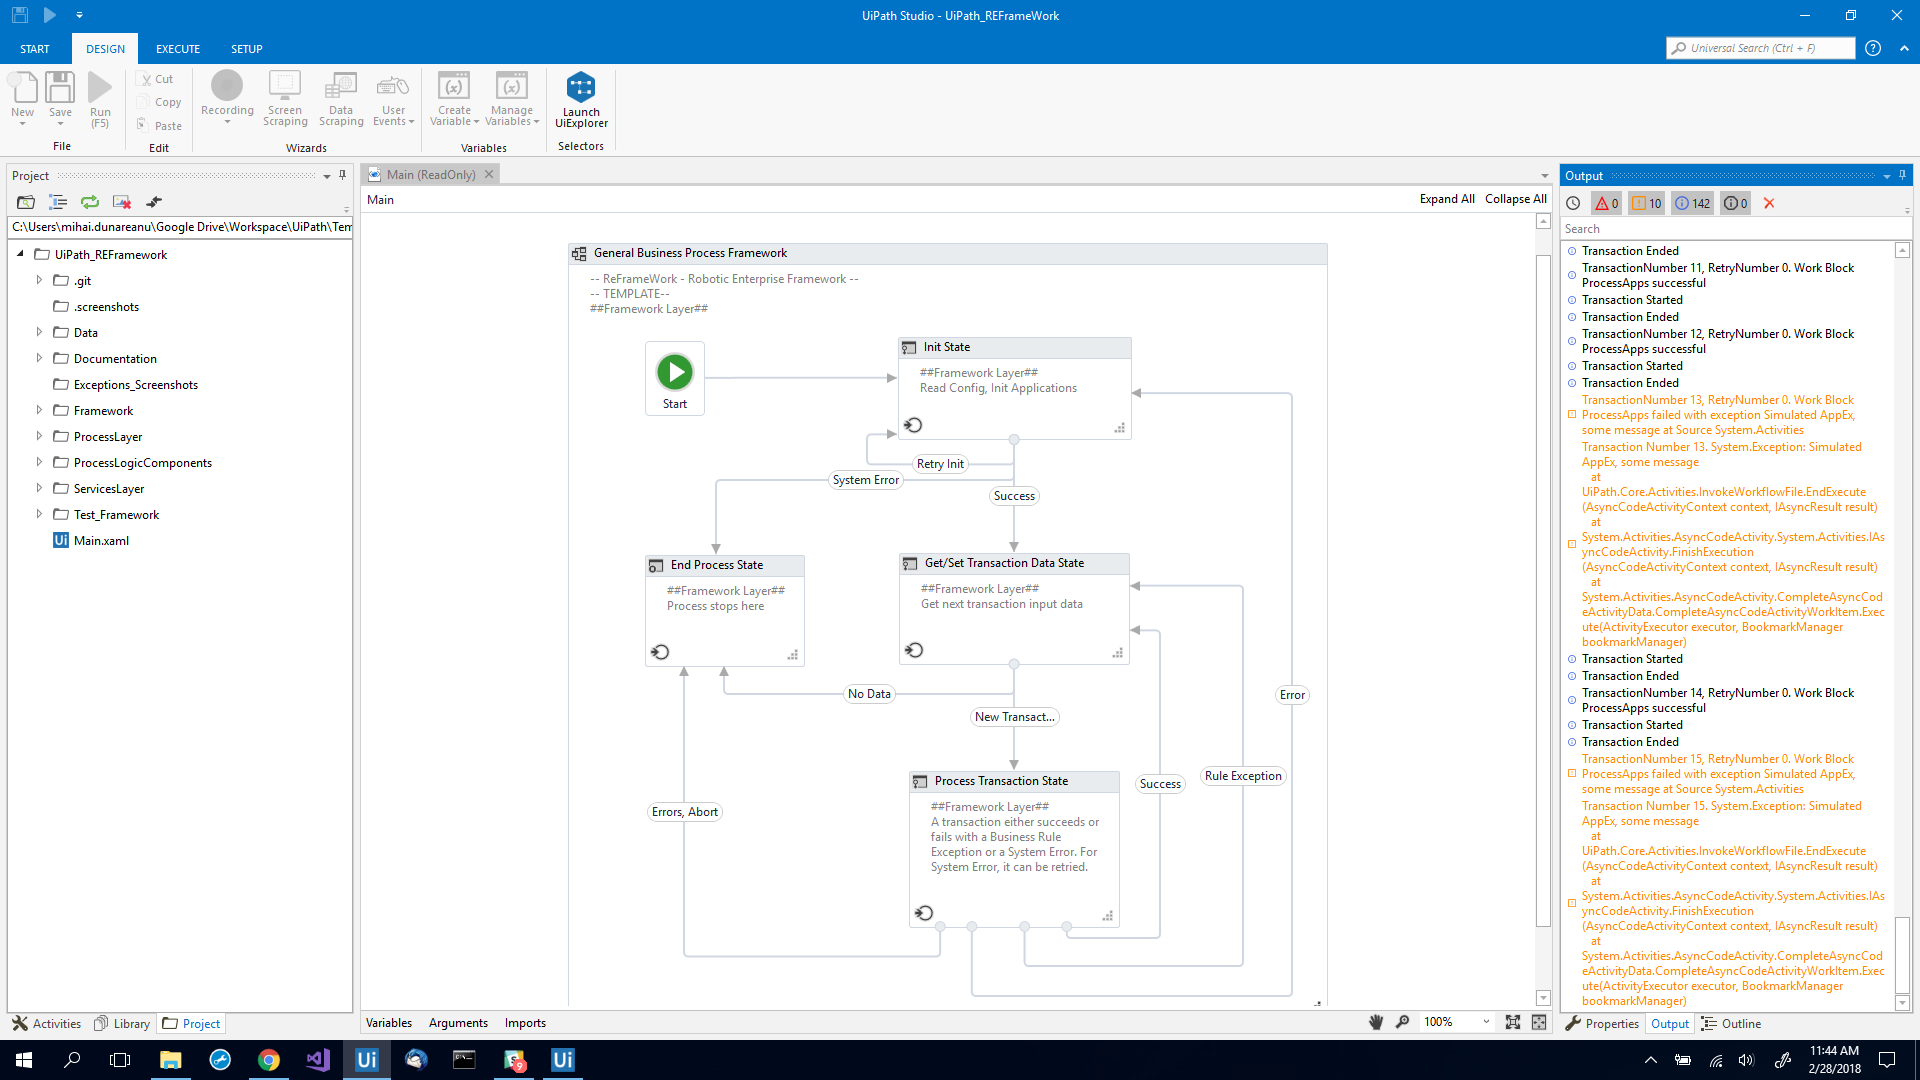 UiPath Studio - UiPath_REFrameWork
START
DESIGN
EXECUTE
SETUP
Universal Search (Ctrl + F)
New
Save
Run
(F5)
File
Cut
Copy
Paste
Edit
Recording
Screen
Scraping
Data
Scraping
User
Events
Wizards
Create
Variable
Manage
Variables
Variables
Launch
UiExplorer
Selectors
Project
C:\Users\mihai.dunareanu\Google Drive\Workspace\UiPath\Tem
UiPath_REFramework
.git
.screenshots
Data
Documentation
Exceptions_Screenshots
Framework
ProcessLayer
ProcessLogicComponents
ServicesLayer
Test_Framework
Ui Main.xaml
Activities
Library
Project
Main (ReadOnly)
Main
Expand All
Collapse All
General Business Process Framework
-- ReFrameWork - Robotic Enterprise Framework --
-- TEMPLATE--
##Framework Layer##
Start
Init State
##Framework Layer##
Read Config, Init Applications
Retry Init
System Error
Success
End Process State
##Framework Layer##
Process stops here
Get/Set Transaction Data State
##Framework Layer##
Get next transaction input data
No Data
New Transact...
Error
Process Transaction State
##Framework Layer##
A transaction either succeeds or
fails with a Business Rule
Exception or a System Error. For
System Error, it can be retried.
Success
Rule Exception
Errors, Abort
Variables
Arguments
Imports
100%
Output
0
10
142
0
Search
Transaction Ended
TransactionNumber 11, RetryNumber 0. Work Block
ProcessApps successful
Transaction Started
Transaction Ended
TransactionNumber 12, RetryNumber 0. Work Block
ProcessApps successful
Transaction Started
Transaction Ended
TransactionNumber 13, RetryNumber 0. Work Block
ProcessApps failed with exception Simulated AppEx,
some message at Source System.Activities
Transaction Number 13. System.Exception: Simulated
AppEx, some message
at
UiPath.Core.Activities.InvokeWorkflowFile.EndExecute
(AsyncCodeActivityContext context, IAsyncResult result)
at
System.Activities.AsyncCodeActivity.System.Activities.IAs
yncCodeActivity.FinishExecution
(AsyncCodeActivityContext context, IAsyncResult result)
at
System.Activities.AsyncCodeActivity.CompleteAsyncCod
eActivityData.CompleteAsyncCodeActivityWorkItem.Exec
ute(ActivityExecutor executor, BookmarkManager
bookmarkManager)
Transaction Started
Transaction Ended
TransactionNumber 14, RetryNumber 0. Work Block
ProcessApps successful
Transaction Started
Transaction Ended
TransactionNumber 15, RetryNumber 0. Work Block
ProcessApps failed with exception Simulated AppEx,
some message at Source System.Activities
Transaction Number 15. System.Exception: Simulated
AppEx, some message
at
UiPath.Core.Activities.InvokeWorkflowFile.EndExecute
(AsyncCodeActivityContext context, IAsyncResult result)
at
System.Activities.AsyncCodeActivity.System.Activities.IAs
yncCodeActivity.FinishExecution
(AsyncCodeActivityContext context, IAsyncResult result)
at
System.Activities.AsyncCodeActivity.CompleteAsyncCod
eActivityData.CompleteAsyncCodeActivityWorkItem.Exec
ute(ActivityExecutor executor, BookmarkManager
bookmarkManager)
Properties
Output
Outline
Ui
9
Ui
11:44 AM
2/28/2018